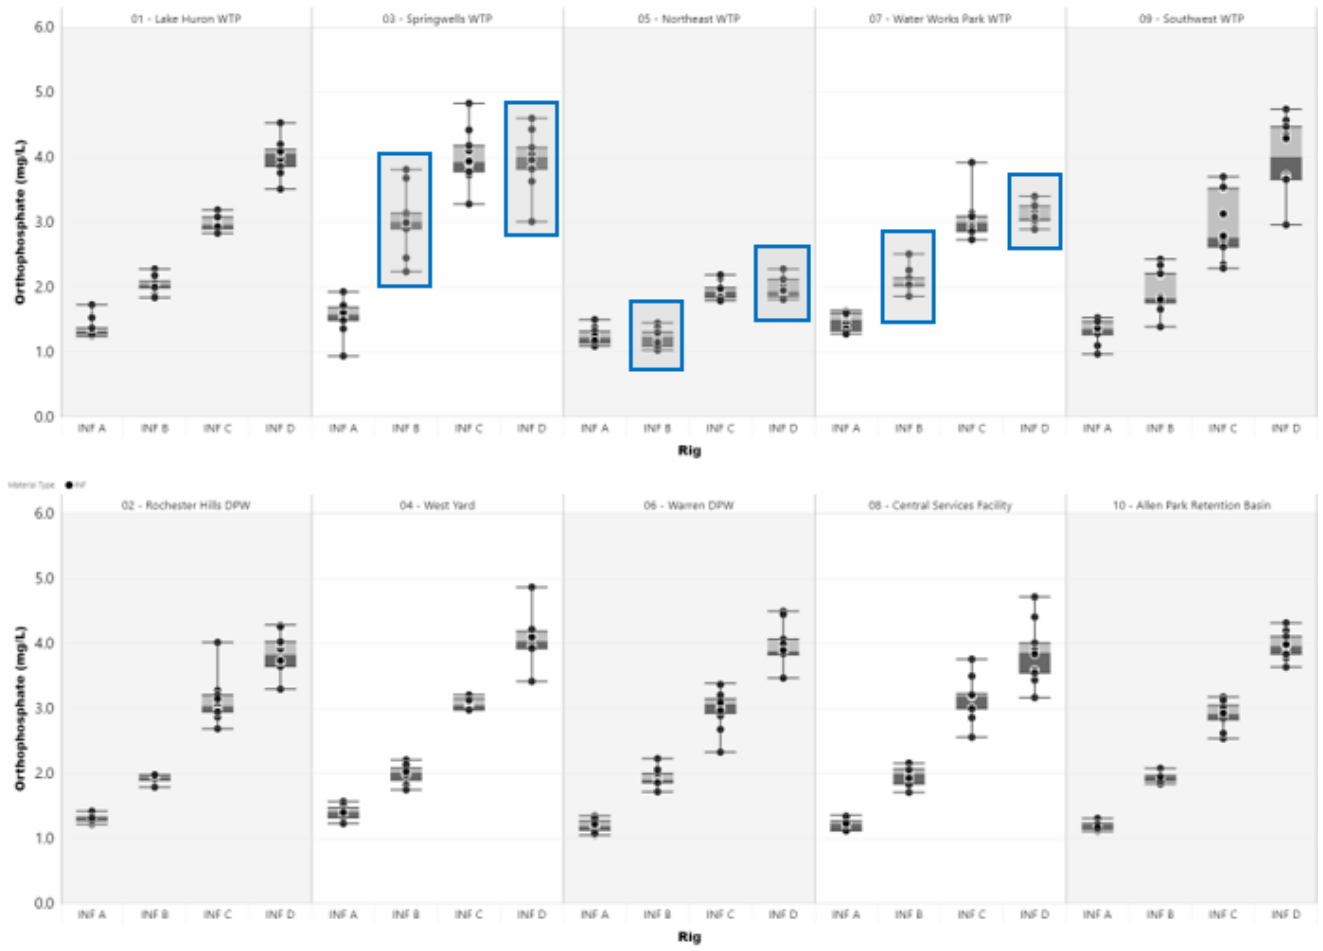 01 - Lake Huron WTP 03 - Springwells WTP 05 - Northeast WTP 07 - Water Works Park WTP 09 - Southwest WTP
6.0
5.0
4.0
3.0
2.0
1.0
0.0
Orthophosphate (mg/L)
INF A INF B INF C INF D INF A INF B INF C INF D INF A INF B INF C INF D INF A INF B INF C INF D INF A INF B INF C INF D
Rig
Material Type INF
02 - Rochester Hills DPW 04 - West Yard 06 - Warren DPW 08 - Central Services Facility 10 - Allen Park Retention Basin
6.0
5.0
4.0
3.0
2.0
1.0
0.0
Orthophosphate (mg/L)
INF A INF B INF C INF D INF A INF B INF C INF D INF A INF B INF C INF D INF A INF B INF C INF D INF A INF B INF C INF D
Rig